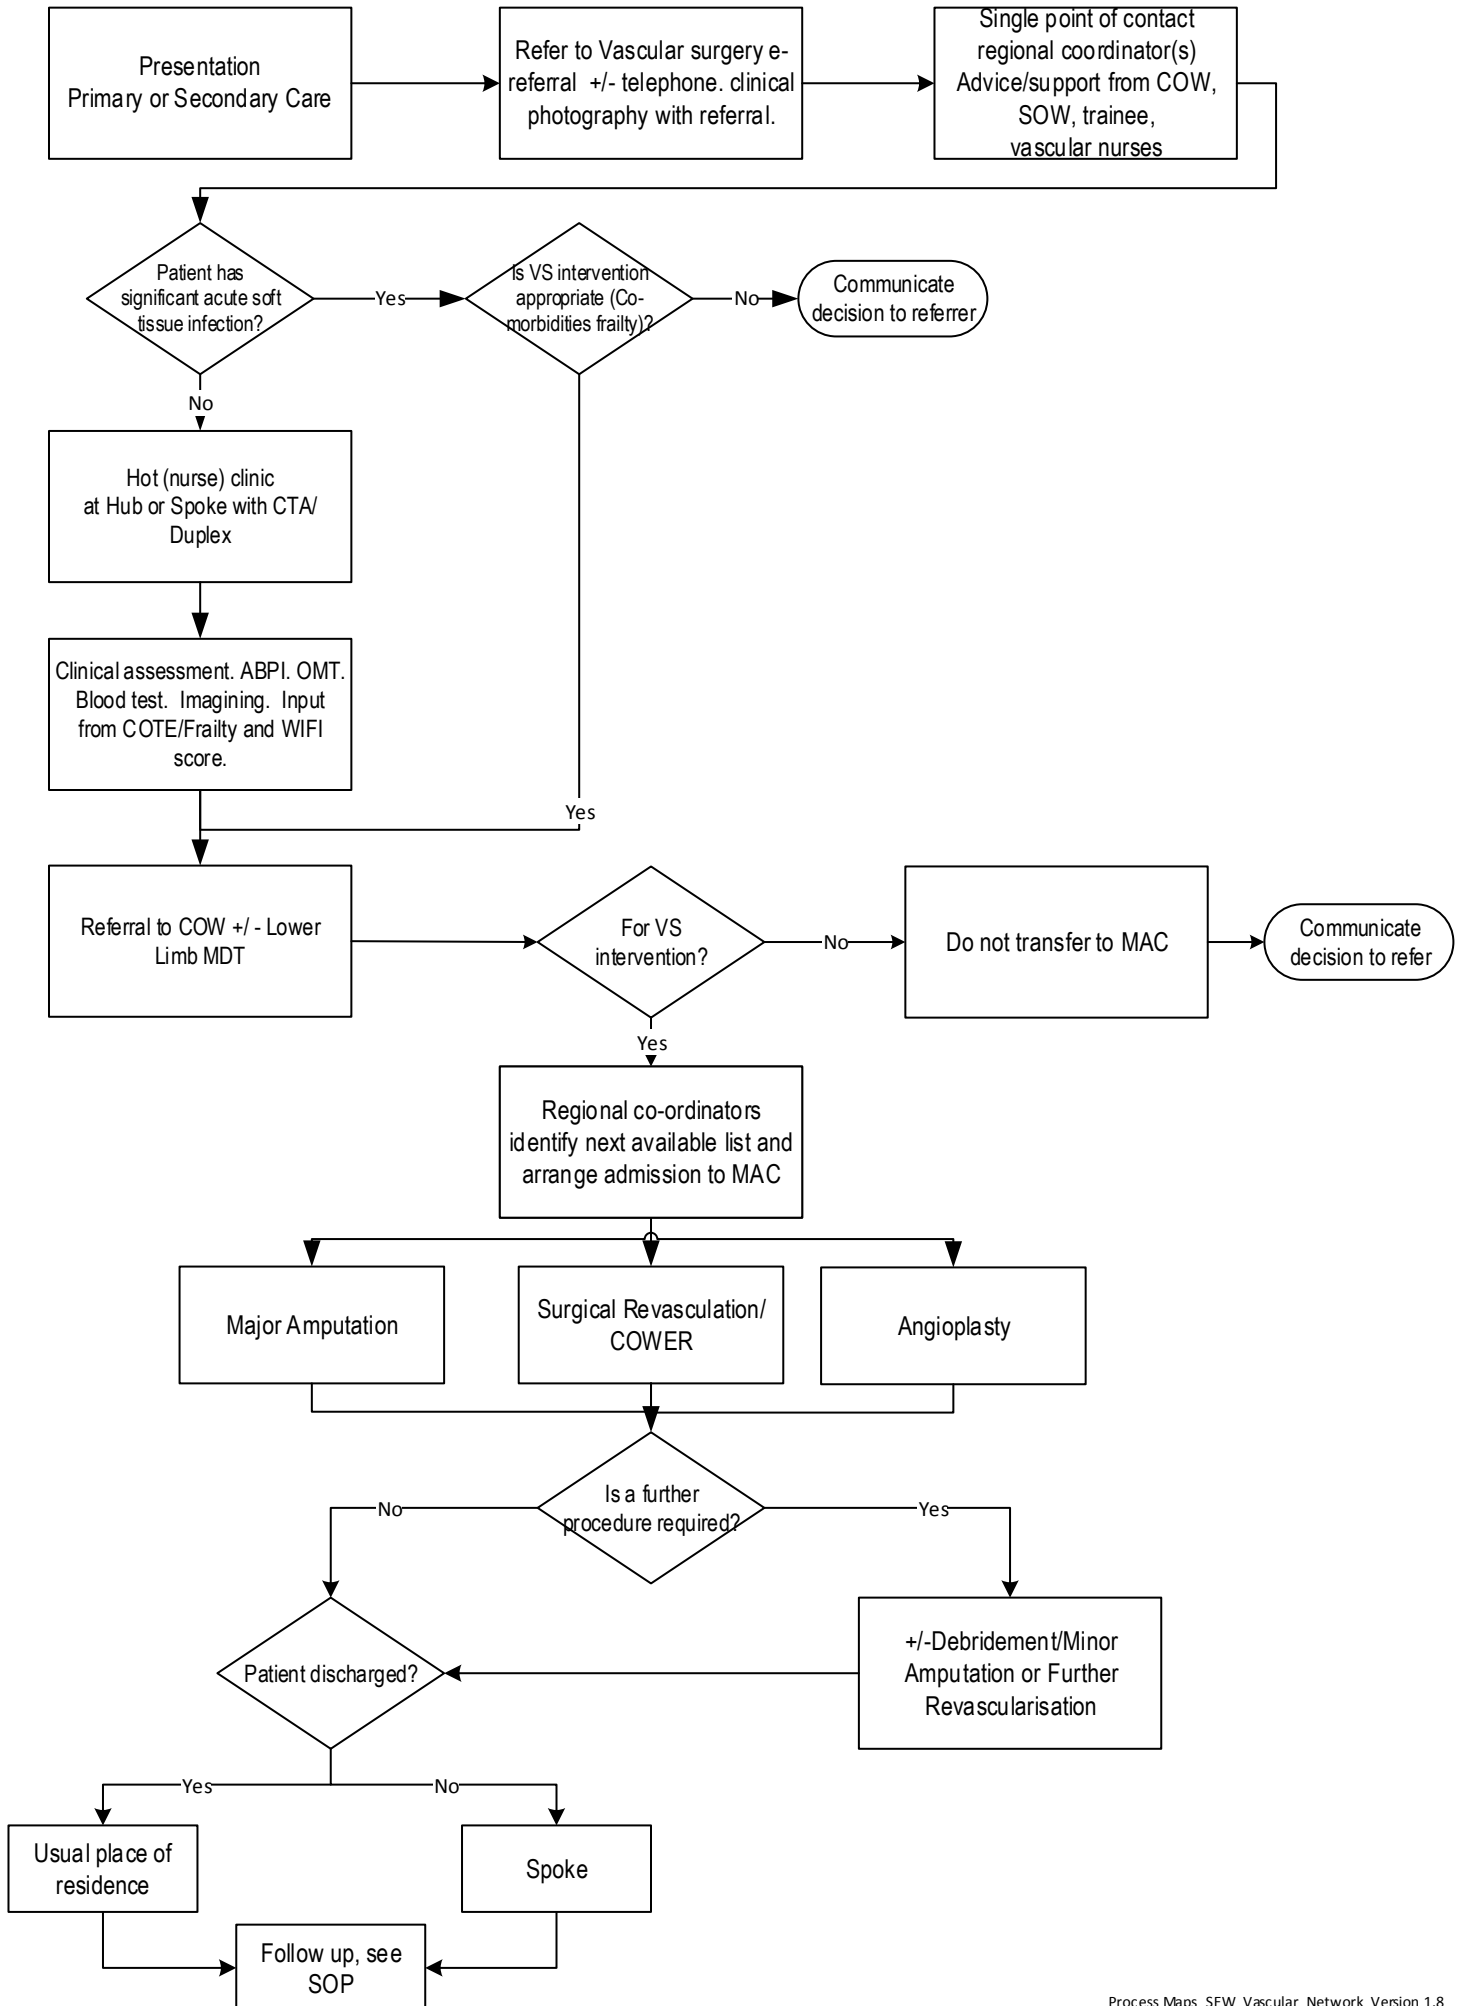 Presentation
Primary or Secondary Care
Refer to Vascular surgery e-
referral +/- telephone. clinical
photography with referral.
Single point of contact
regional coordinator(s)
Advice/support from COW,
SOW, trainee,
vascular nurses
Patient has
significant acute soft
tissue infection?
Yes
Is VS intervention
appropriate (Co-
morbidities frailty)?
No
Communicate
decision to referrer
No
Hot (nurse) clinic
at Hub or Spoke with CTA/
Duplex
Clinical assessment. ABPI. OMT.
Blood test. Imagining. Input
from COTE/Frailty and WIFI
score.
Yes
Referral to COW +/ - Lower
Limb MDT
For VS
intervention?
No
Do not transfer to MAC
Communicate
decision to refer
Yes
Regional co-ordinators
identify next available list and
arrange admission to MAC
Major Amputation
Surgical Revasculation/
COWER
Angioplasty
Is a further
procedure required?
No
Yes
Patient discharged?
+/-Debridement/Minor
Amputation or Further
Revascularisation
Yes
No
Usual place of
residence
Spoke
Follow up, see
SOP
Process Maps_SEW_Vascular_Network_Version 1.8